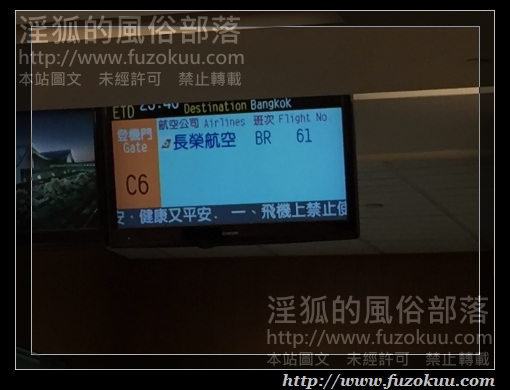 淫狐的風俗部落
http://www.fuzokuu.com
本站圖文 未經許可 禁止轉載
ETD 23:40 Destination Bangkok
登機門 航空公司 Airlines 班次 Flight No
Gate 長榮航空 BR 61
C6
安．健康又平安． 一、飛機上禁止使
淫狐的風俗部落
http://www.fuzokuu.com
本站圖文 未經許可 禁止轉載
http://www.fuzokuu.com